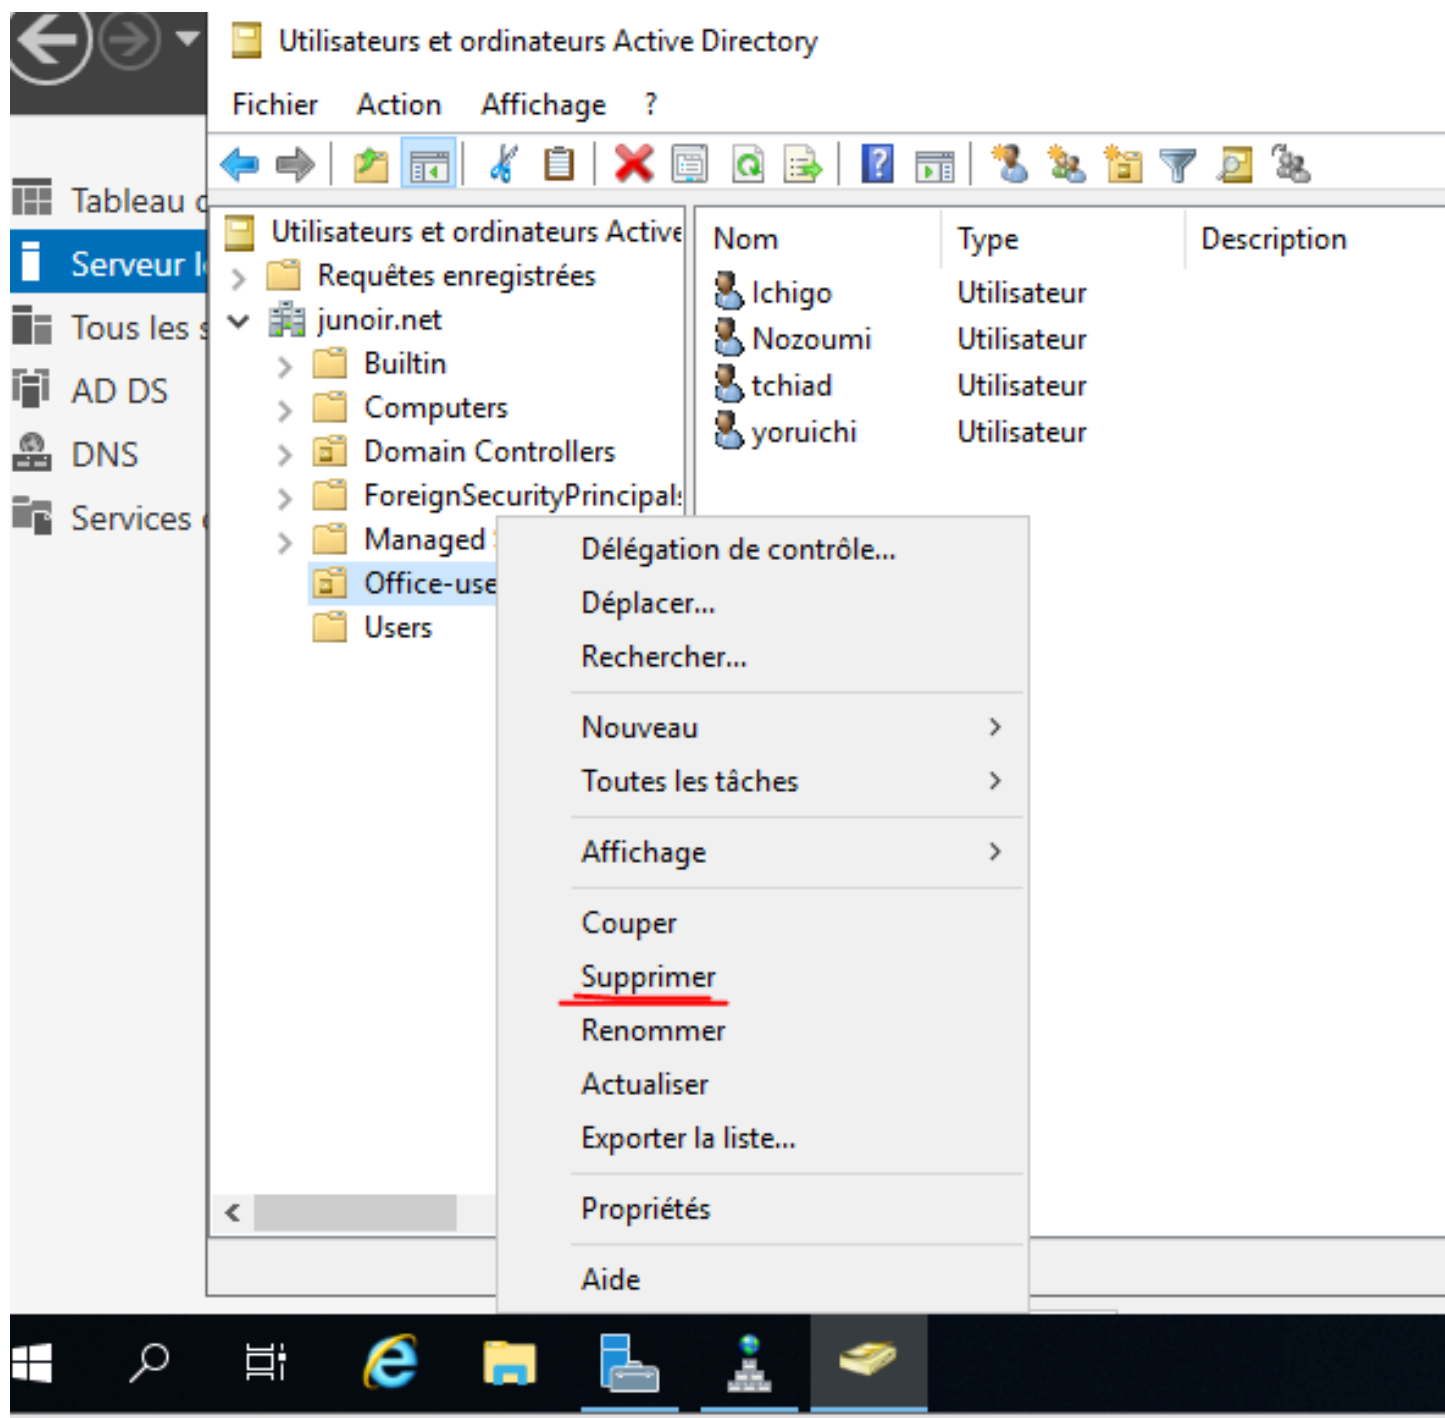 Utilisateurs et ordinateurs Active Directory
Fichier Action Affichage ?
Tableau
Serveur
Tous les
AD DS
DNS
Services
Utilisateurs et ordinateurs Active
Requêtes enregistrées
junoir.net
Builtin
Computers
Domain Controllers
ForeignSecurityPrincipals
Managed
Office-use
Users
Nom Type Description
Ichigo Utilisateur
Nozoumi Utilisateur
tchiad Utilisateur
yoruichi Utilisateur
Délégation de contrôle...
Déplacer...
Rechercher...
Nouveau
Toutes les tâches
Affichage
Couper
Supprimer
Renommer
Actualiser
Exporter la liste...
Propriétés
Aide